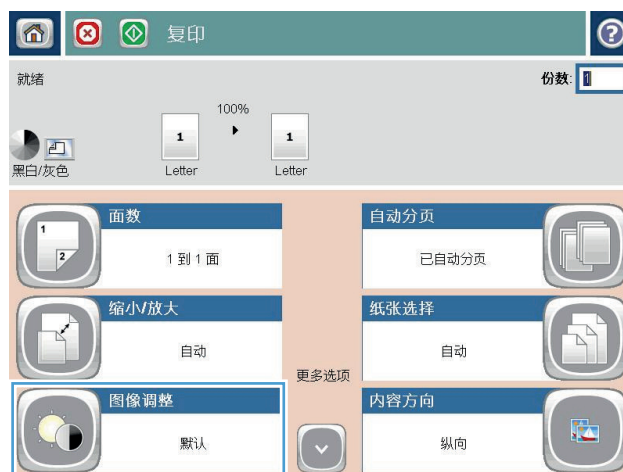 复印
就绪
份数: 1
100%
1
1
黑白/灰色
Letter
Letter
面数
1
2
1 到 1 面
自动分页
已自动分页
缩小/放大
自动
纸张选择
自动
更多选项
图像调整
默认
内容方向
纵向